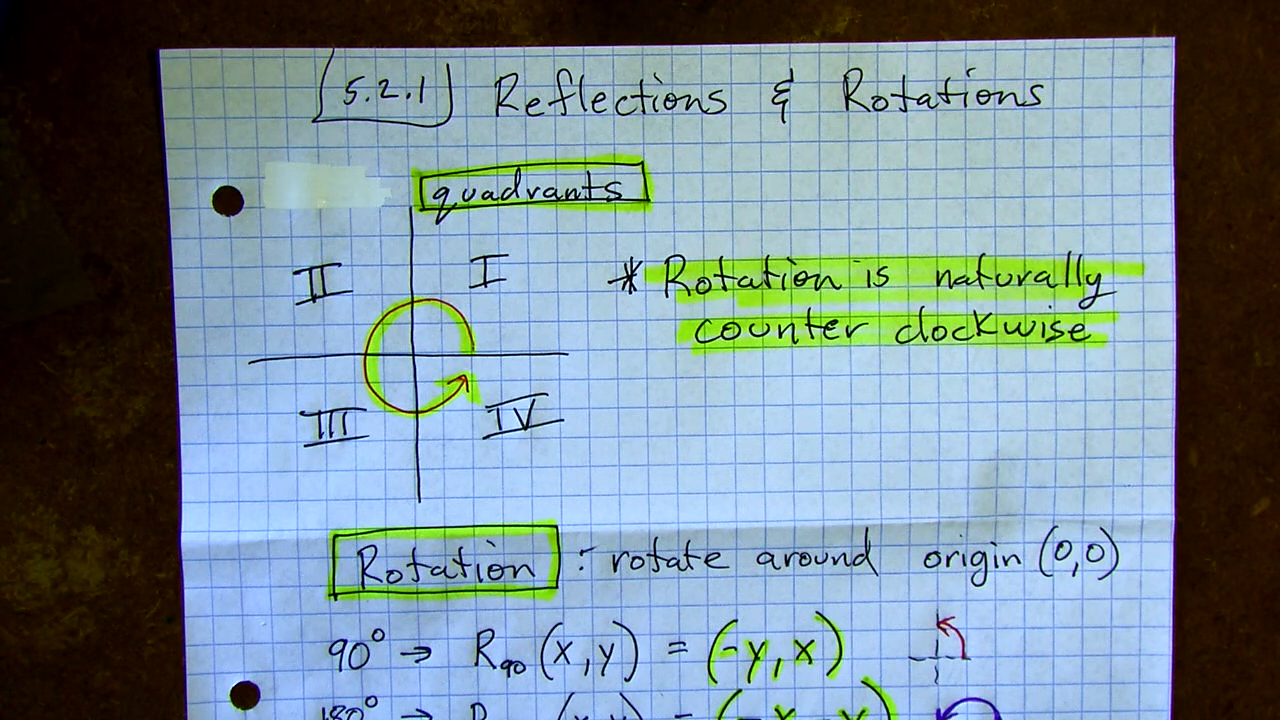 5.2.1 Reflections & Rotations
quadrants
II I
* Rotation is naturally
counter clockwise
III IV
Rotation : rotate around origin (0,0)
90° → R₉₀ (x,y) = (-y,x)
180° → (x,y) = (-x,-y)